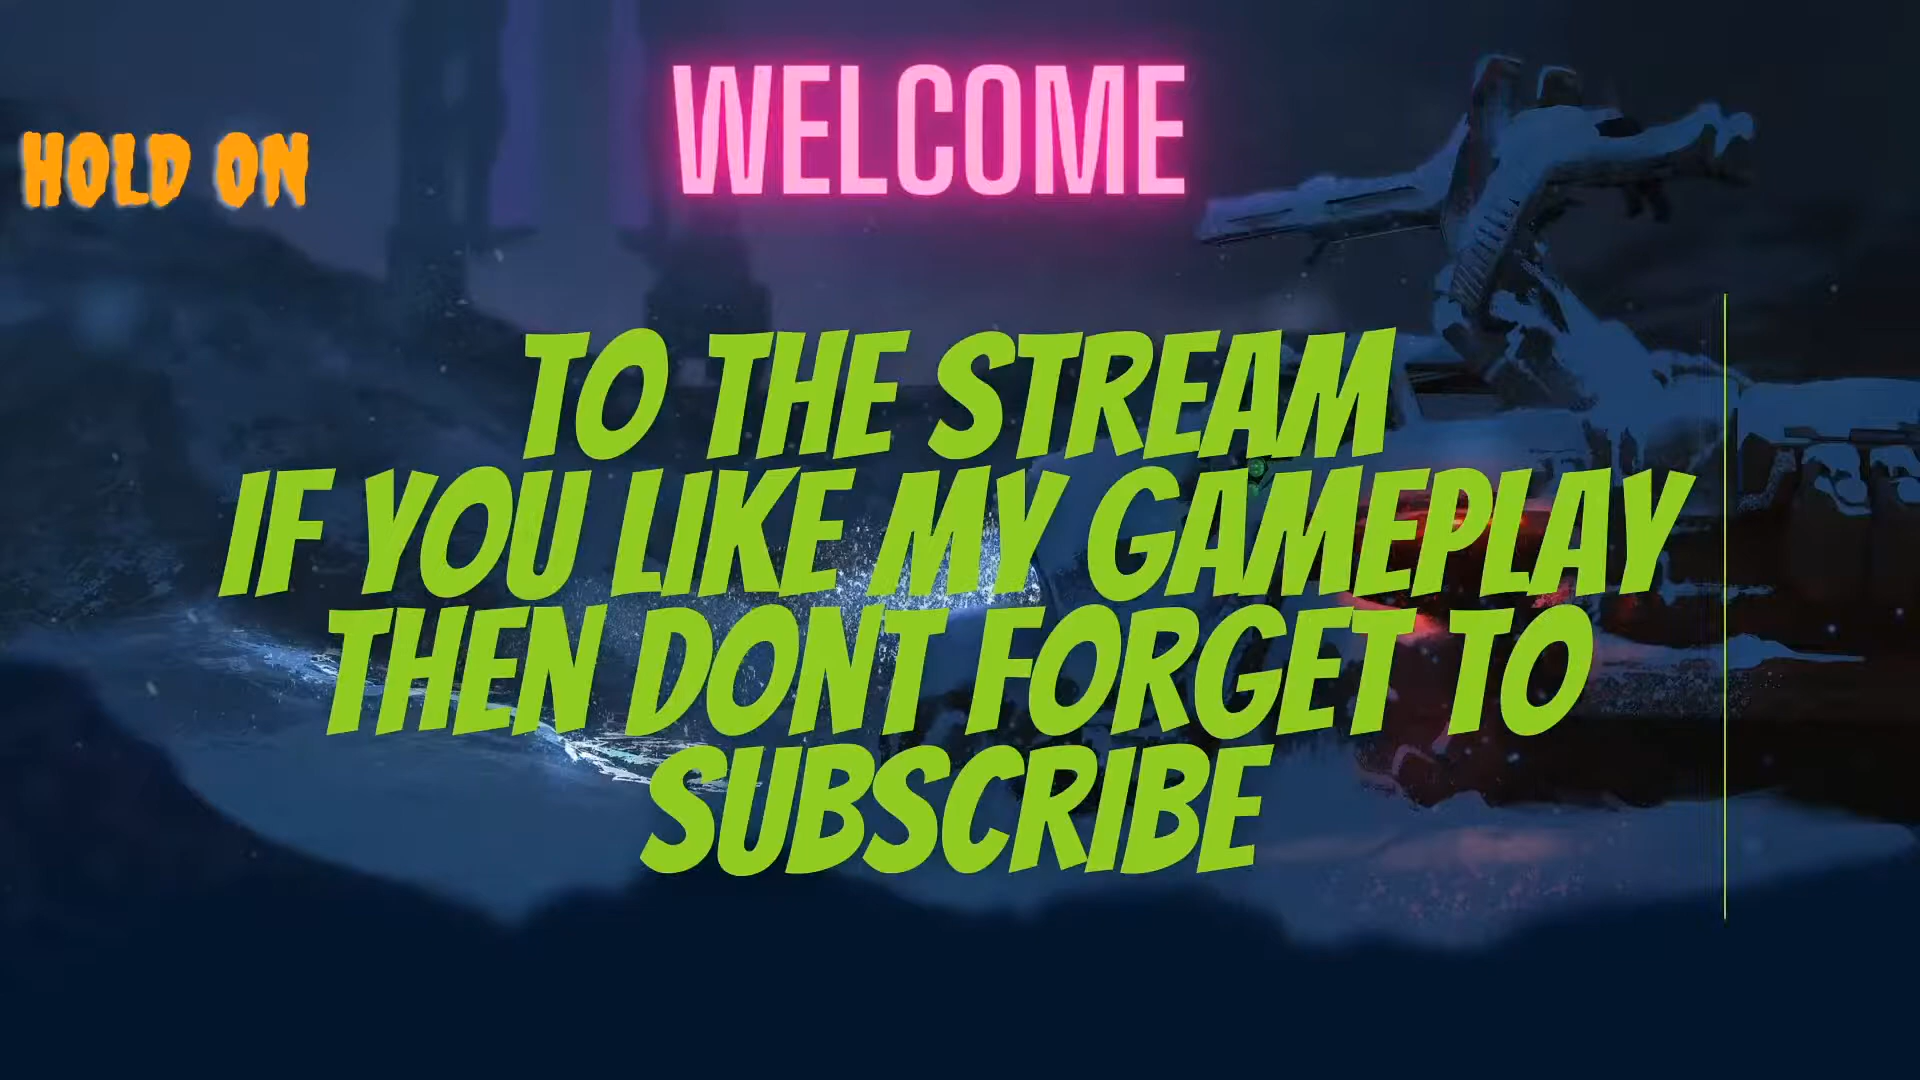 WELCOME
HOLD ON
TO THE STREAM
IF YOU LIKE MY GAMEPLAY
THEN DONT FORGET TO
SUBSCRIBE